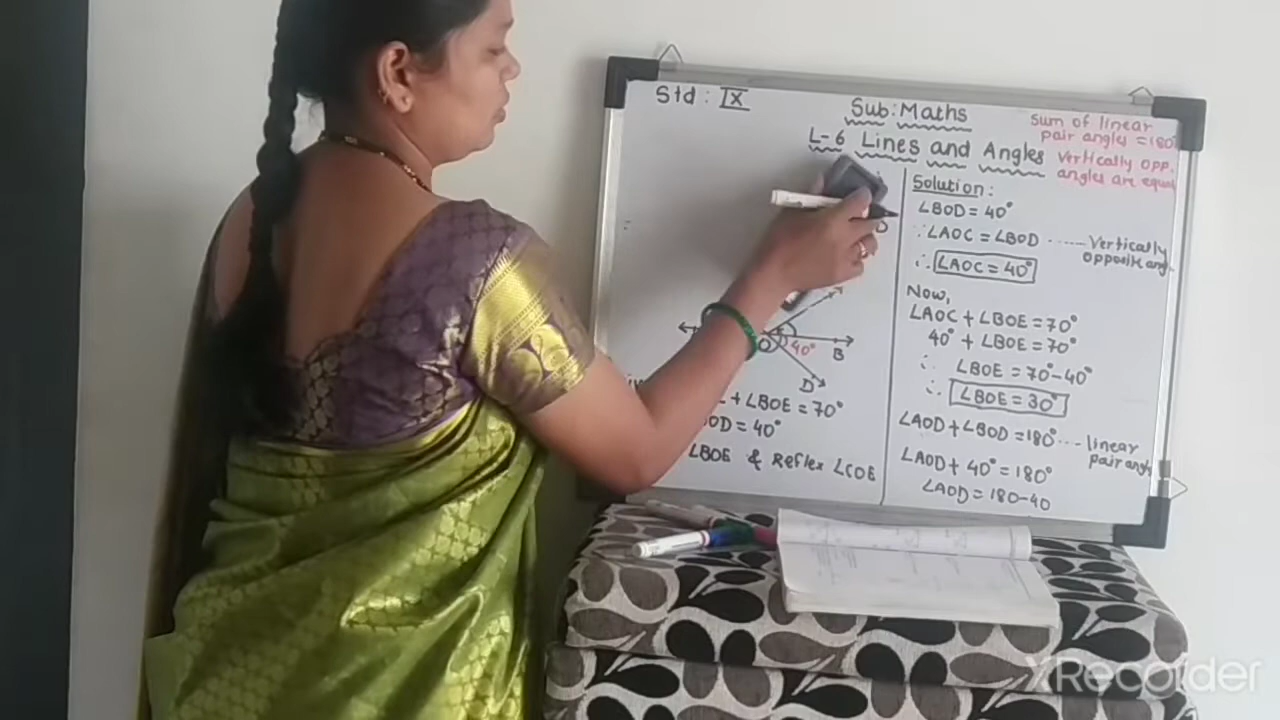 Std : IX
Sub: Maths
L-6 Lines and Angles
Sum of linear
pair angles = 180°
Vertically opp.
angles are equal
D
O 40° B
D
+ ∠BOE = 70°
BOD = 40°
∠BOE & Reflex ∠COE
Solution:
∠BOD = 40°
∵ ∠AOC = ∠BOD ...... Vertically
opposite ang.
∴ ∠AOC = 40°
Now,
∠AOC + ∠BOE = 70°
40° + ∠BOE = 70°
∴ ∠BOE = 70° - 40°
∴ ∠BOE = 30°
∠AOD + ∠BOD = 180° ... linear
pair angle
∠AOD + 40° = 180°
∠AOD = 180 - 40
XRecorder